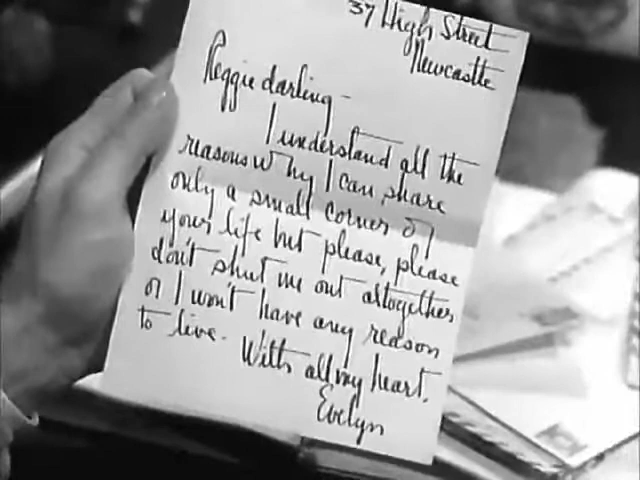 37 High Street
Newcastle
Reggie darling -
I understand all the
reasons why I can share
only a small corner of
your life but please, please
don't shut me out altogether
or I won't have any reason
to live.
With all my heart,
Evelyn